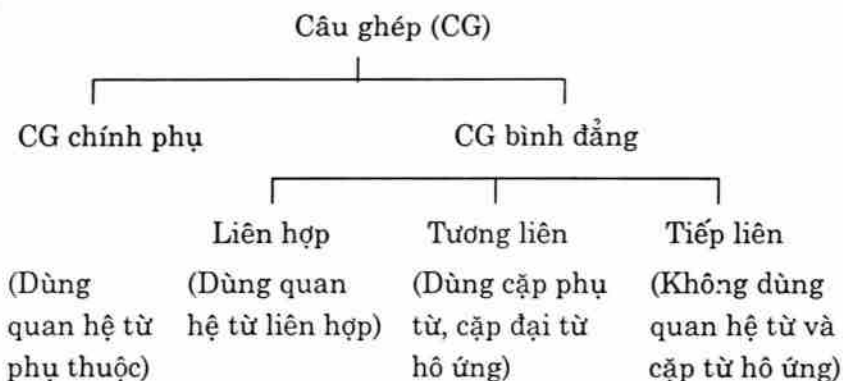 Câu ghép (CG)
CG chính phụ CG bình đẳng
Liên hợp Tương liên Tiếp liên
(Dùng (Dùng quan (Dùng cặp phụ (Không dùng
quan hệ từ hệ từ liên hợp) từ, cặp đại từ quan hệ từ và
phụ thuộc) hô ứng) cặp từ hô ứng)